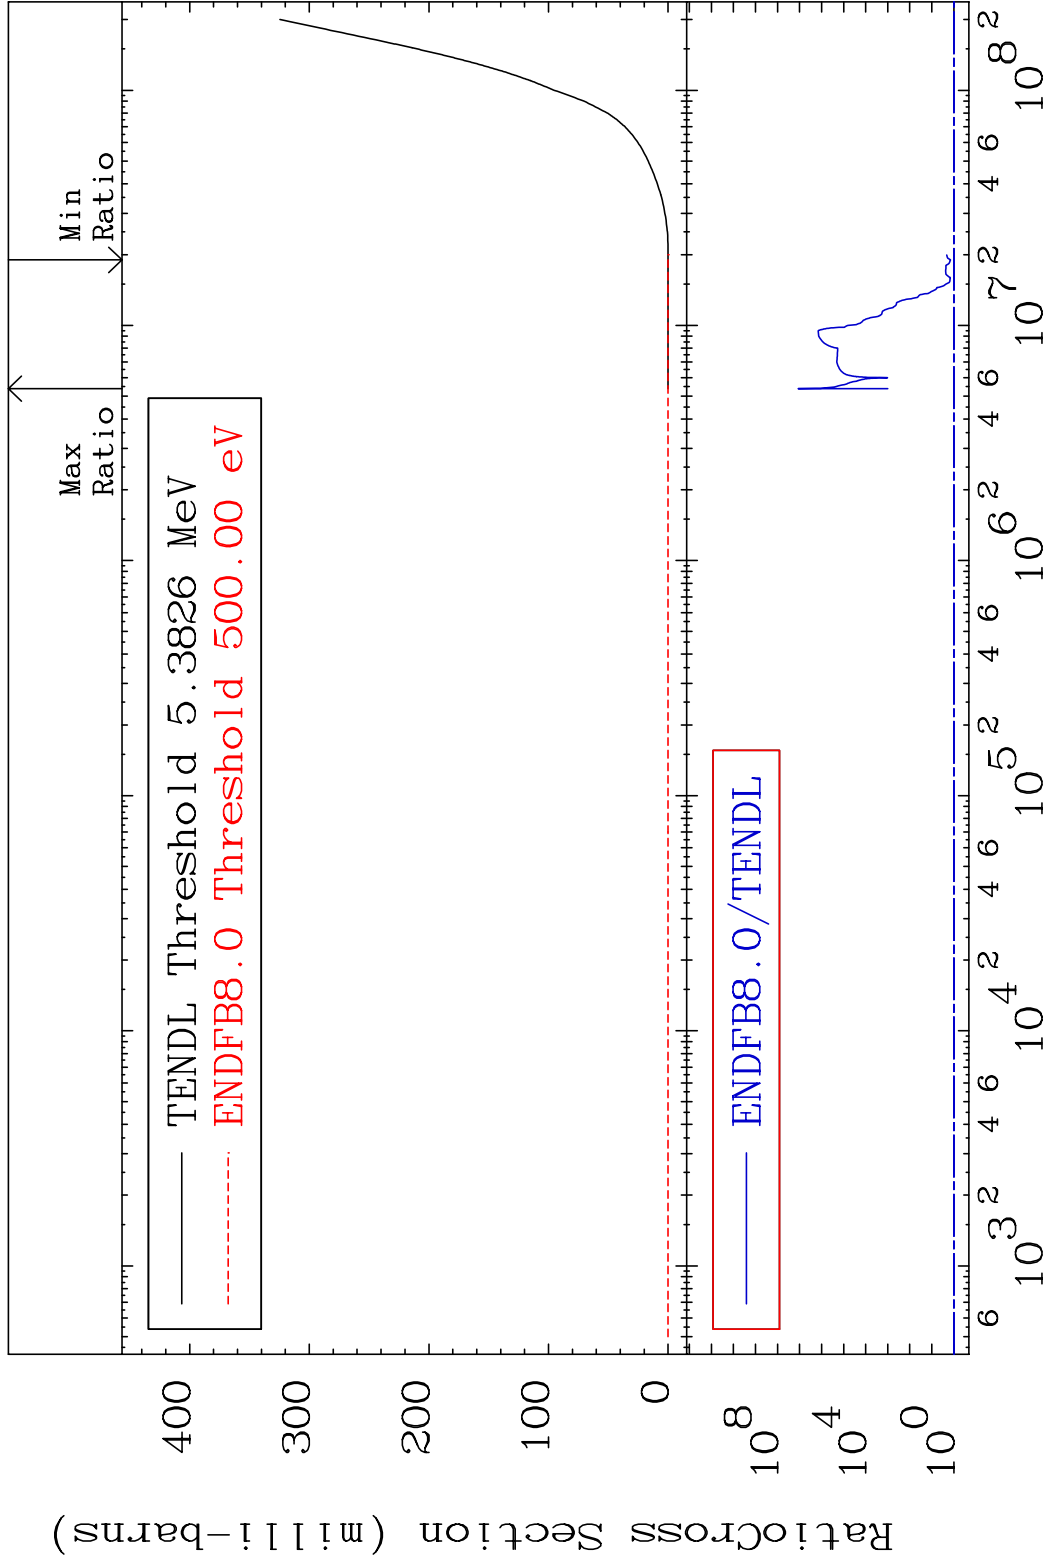 Max
Ratio
Min
Ratio
TENDL Threshold 5.3826 MeV
ENDFB8.0 Threshold 500.00 eV
400
300
200
100
0
Cross Section (milli-barns)
ENDFB8.0/TENDL
10^8
10^4
10^0
Ratio
6 2 4 6 2 4 6 2 4 6 2 4 6 2 4 6 2
10^3 10^4 10^5 10^6 10^7 10^8